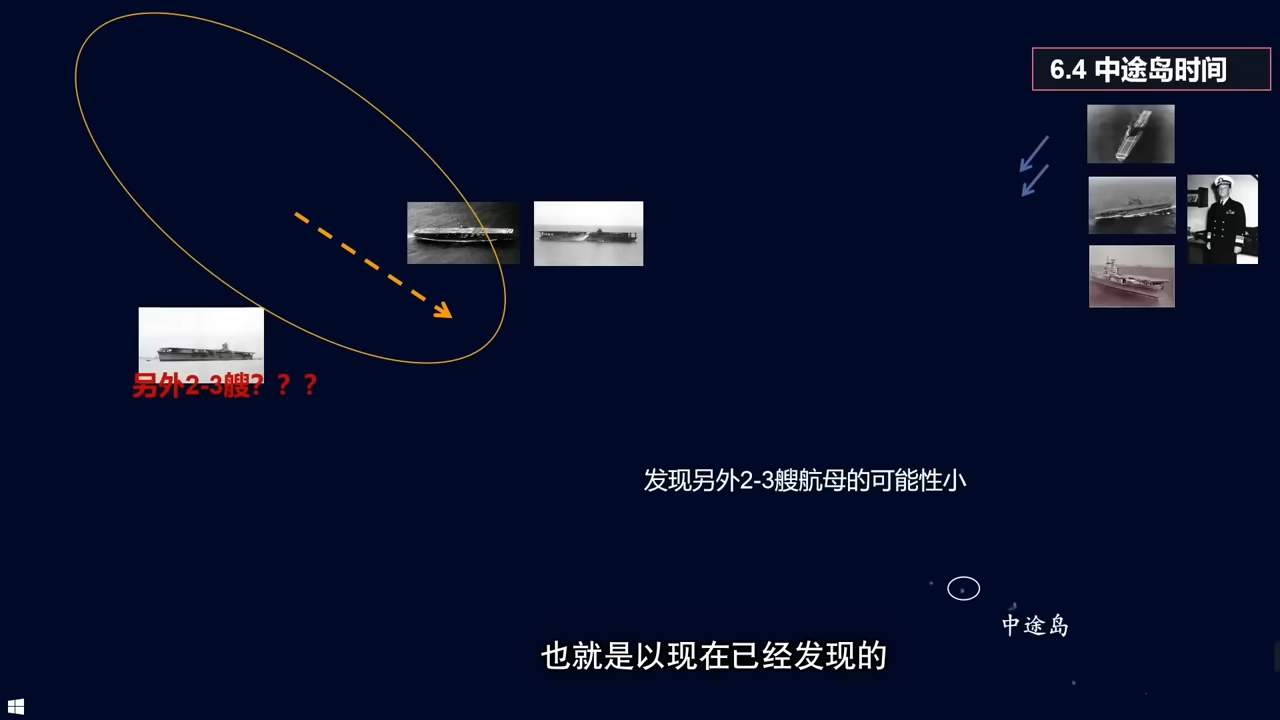 6.4 中途岛时间
另外2-3艘？？？
发现另外2-3艘航母的可能性小
中途岛
也就是以现在已经发现的